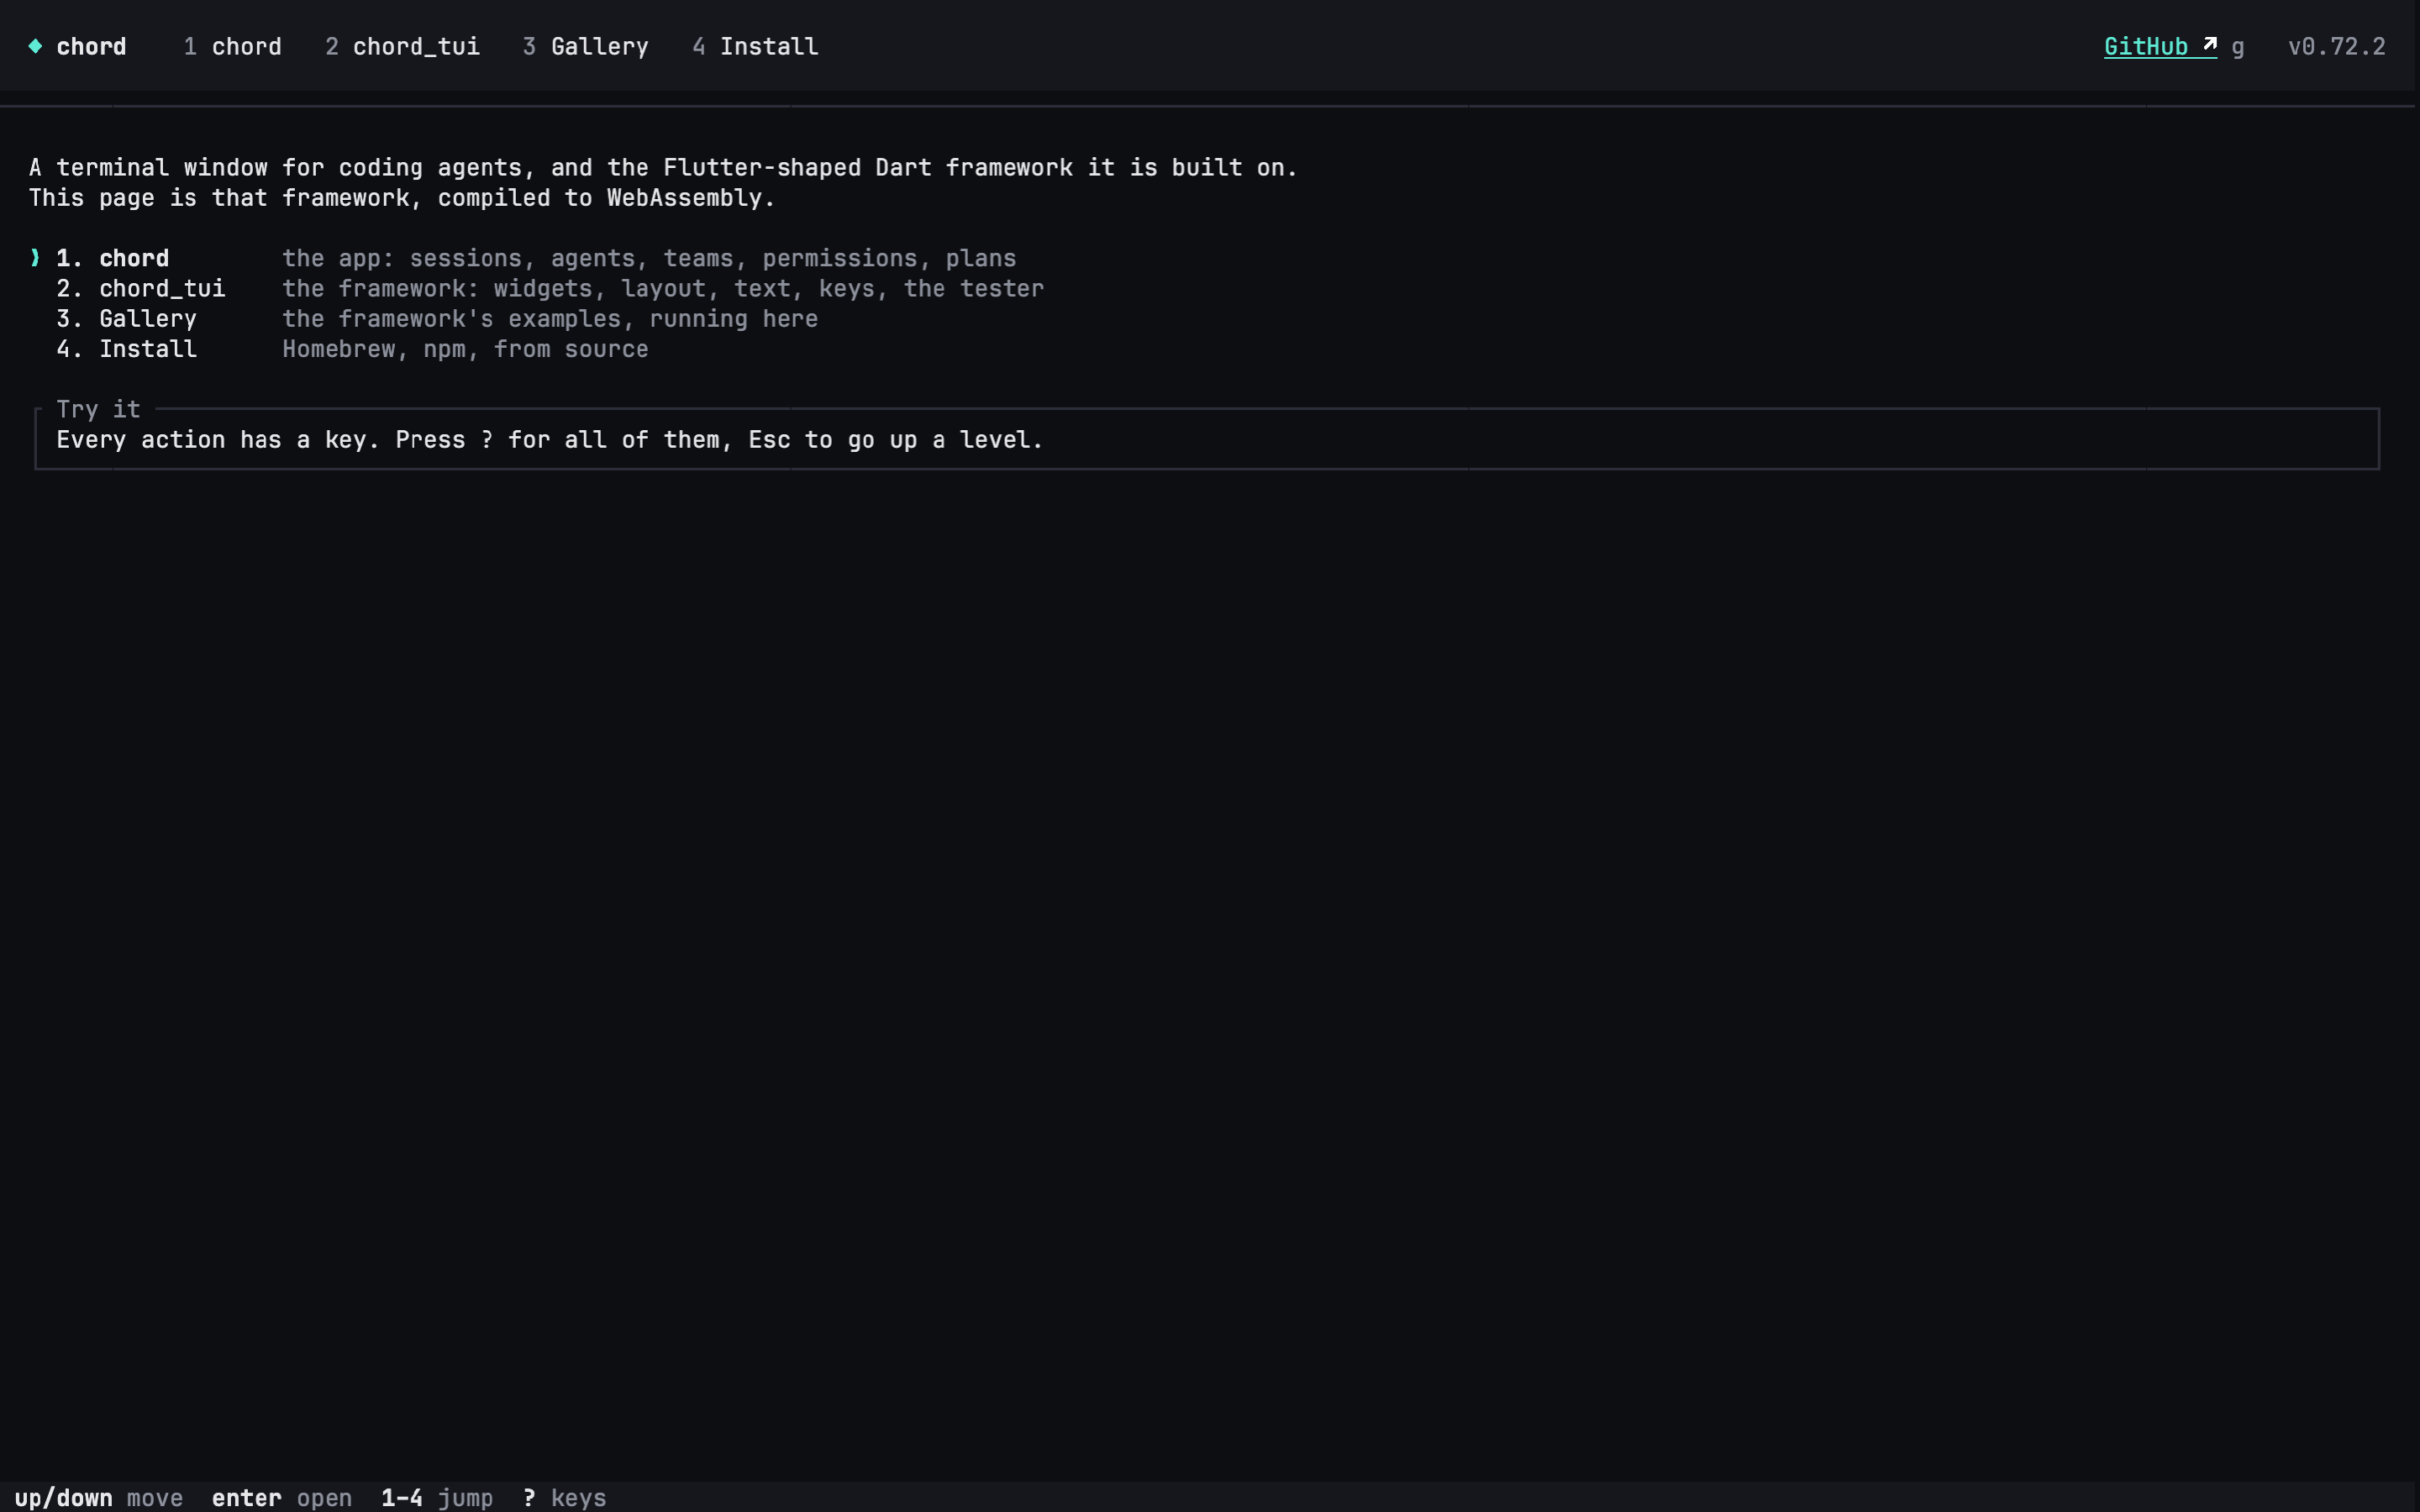 ◆ chord 1 chord 2 chord_tui 3 Gallery 4 Install GitHub ↗ g v0.72.2
A terminal window for coding agents, and the Flutter-shaped Dart framework it is built on.
This page is that framework, compiled to WebAssembly.
❯ 1. chord the app: sessions, agents, teams, permissions, plans
2. chord_tui the framework: widgets, layout, text, keys, the tester
3. Gallery the framework's examples, running here
4. Install Homebrew, npm, from source
Try it
Every action has a key. Press ? for all of them, Esc to go up a level.
up/down move enter open 1-4 jump ? keys